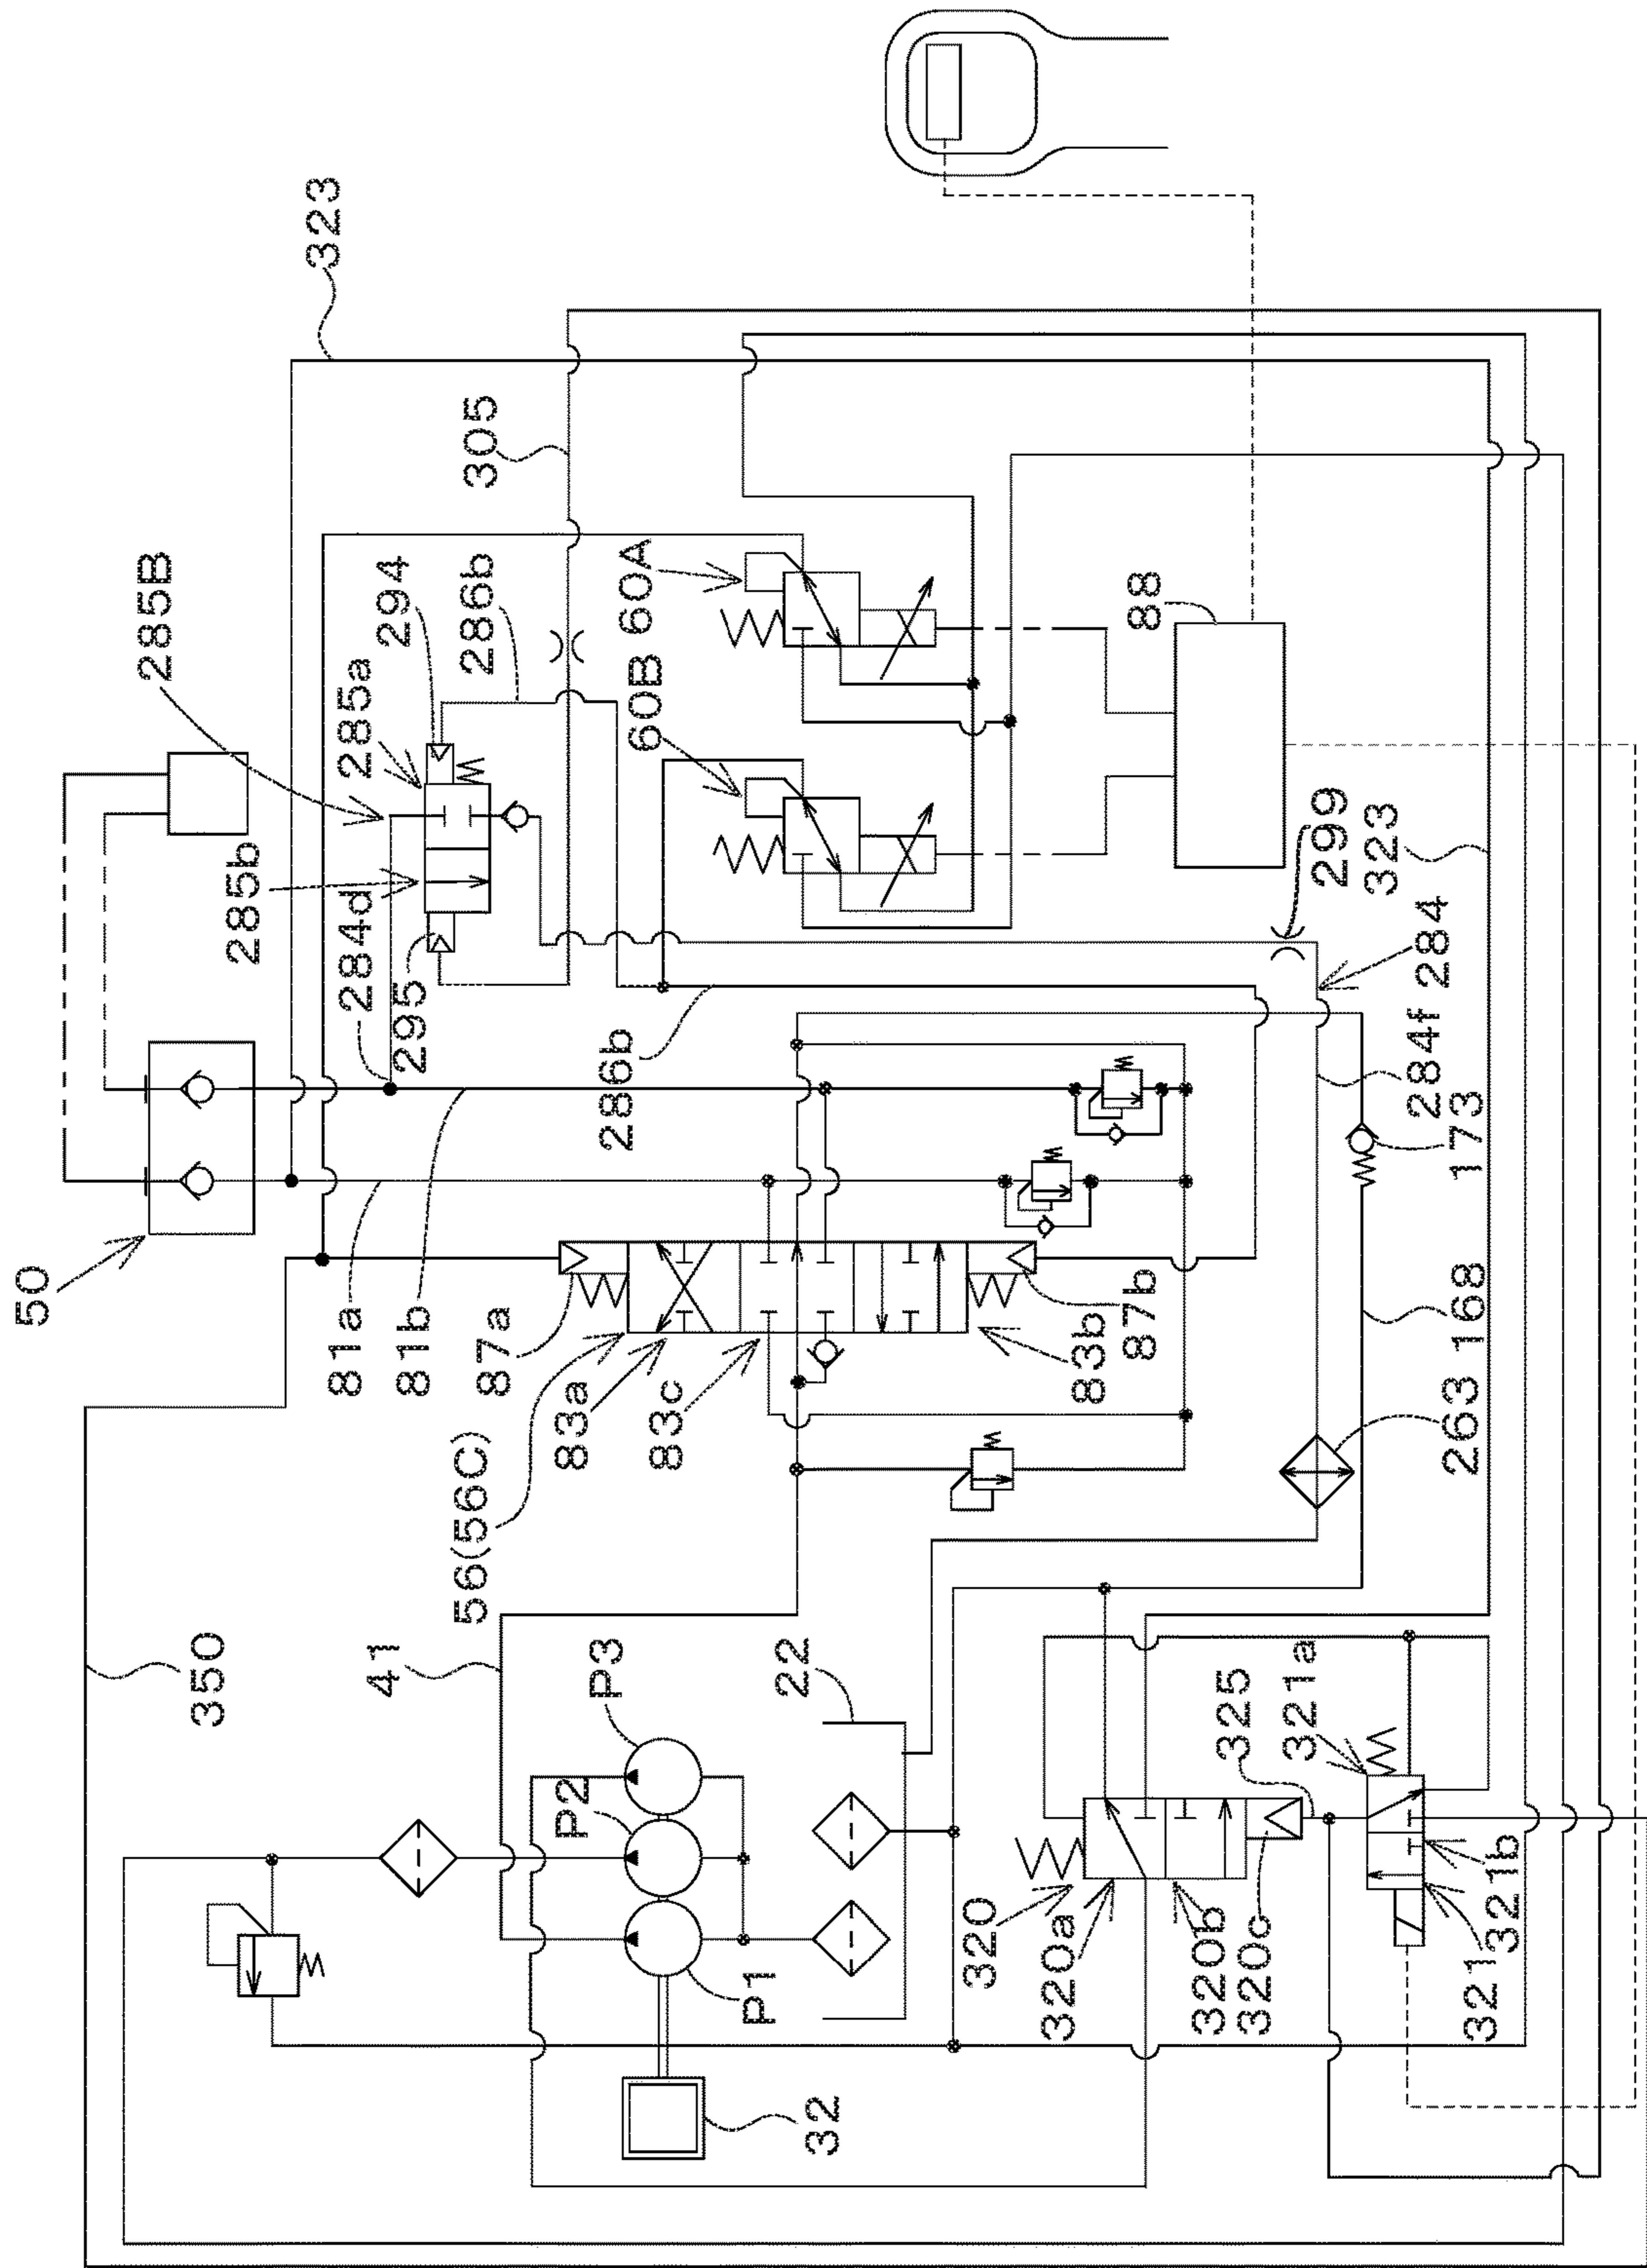 323
305
285B
294
286b
285a
60A
60B
88
285b
284d
295
299
323
284
286b
284f
173
50
81a
81b
87a
83a
83c
83b
87b
168
263
56(56C)
350
41
P3
P2
P1
22
325
321a
320
320a
320b
320c
321b
321
32